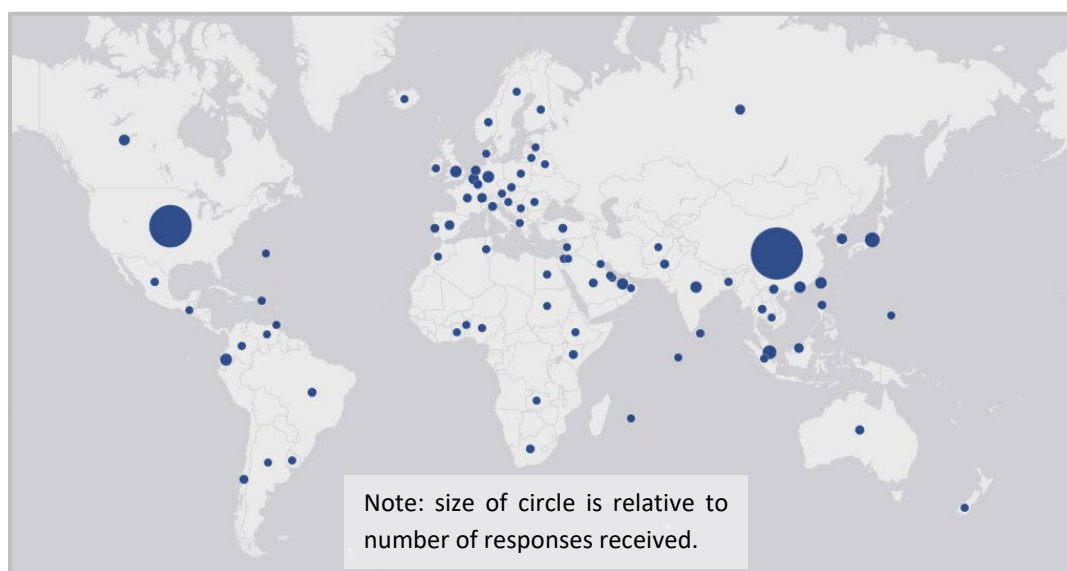 Note: size of circle is relative to
number of responses received.